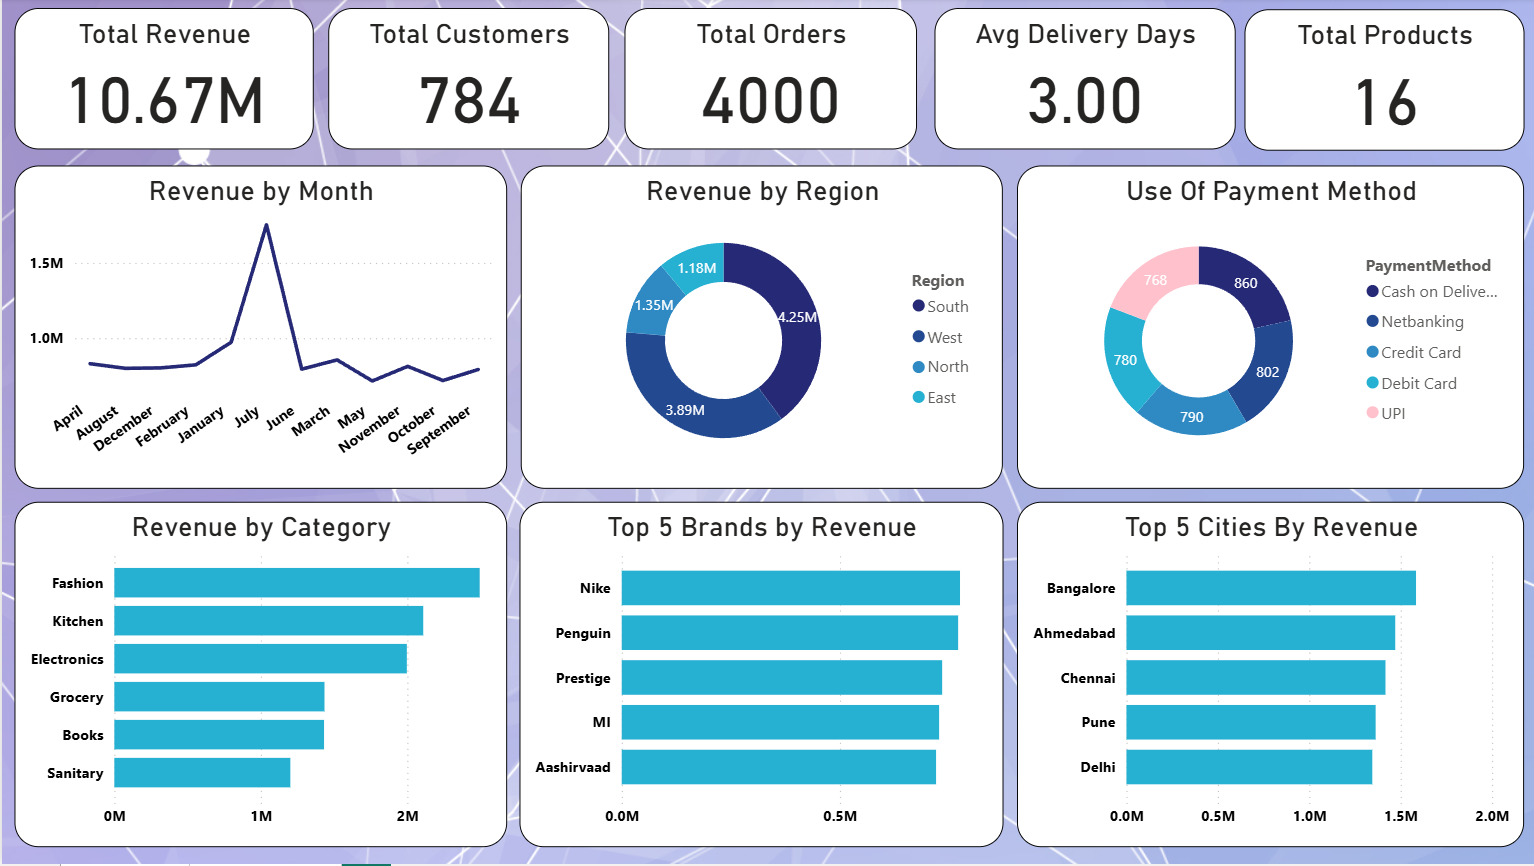 Total Revenue
10.67M
Total Customers
784
Total Orders
4000
Avg Delivery Days
3.00
Total Products
16
Revenue by Month
1.5M
1.0M
April
August
December
February
January
July
June
March
May
November
October
September
Revenue by Region
1.18M
1.35M
4.25M
3.89M
Region
South
West
North
East
Use Of Payment Method
768
860
780
802
790
PaymentMethod
Cash on Delive...
Netbanking
Credit Card
Debit Card
UPI
Revenue by Category
Fashion
Kitchen
Electronics
Grocery
Books
Sanitary
0M 1M 2M
Top 5 Brands by Revenue
Nike
Penguin
Prestige
MI
Aashirvaad
0.0M 0.5M
Top 5 Cities By Revenue
Bangalore
Ahmedabad
Chennai
Pune
Delhi
0.0M 0.5M 1.0M 1.5M 2.0M